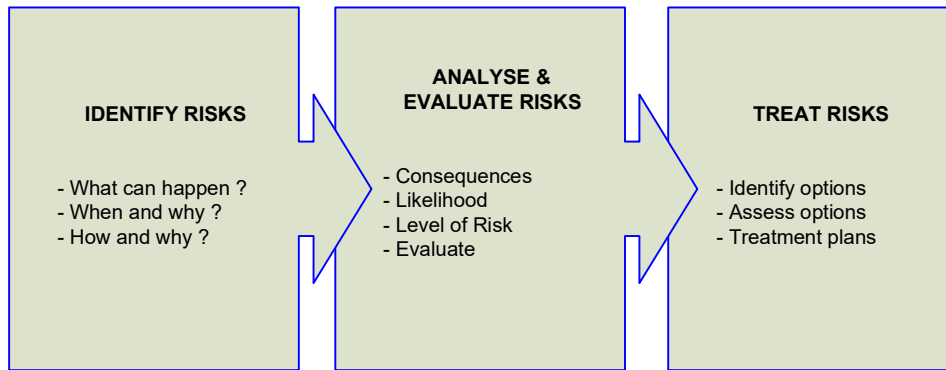 IDENTIFY RISKS
- What can happen ?
- When and why ?
- How and why ?
ANALYSE &
EVALUATE RISKS
- Consequences
- Likelihood
- Level of Risk
- Evaluate
TREAT RISKS
- Identify options
- Assess options
- Treatment plans